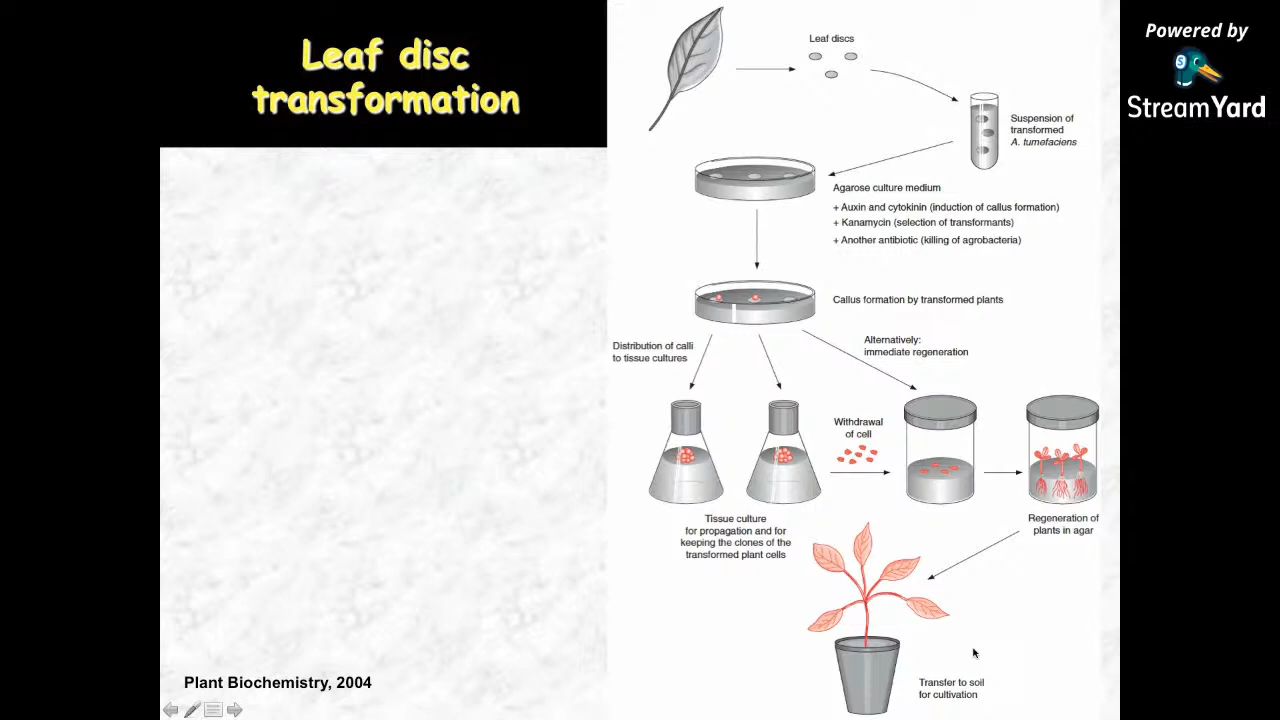 Leaf disc
transformation
Leaf discs
Suspension of
transformed
A. tumefaciens
Agarose culture medium
+ Auxin and cytokinin (induction of callus formation)
+ Kanamycin (selection of transformants)
+ Another antibiotic (killing of agrobacteria)
Callus formation by transformed plants
Distribution of calli
to tissue cultures
Alternatively:
immediate regeneration
Withdrawal
of cell
Tissue culture
for propagation and for
keeping the clones of the
transformed plant cells
Regeneration of
plants in agar
Transfer to soil
for cultivation
Plant Biochemistry, 2004
Powered by
StreamYard